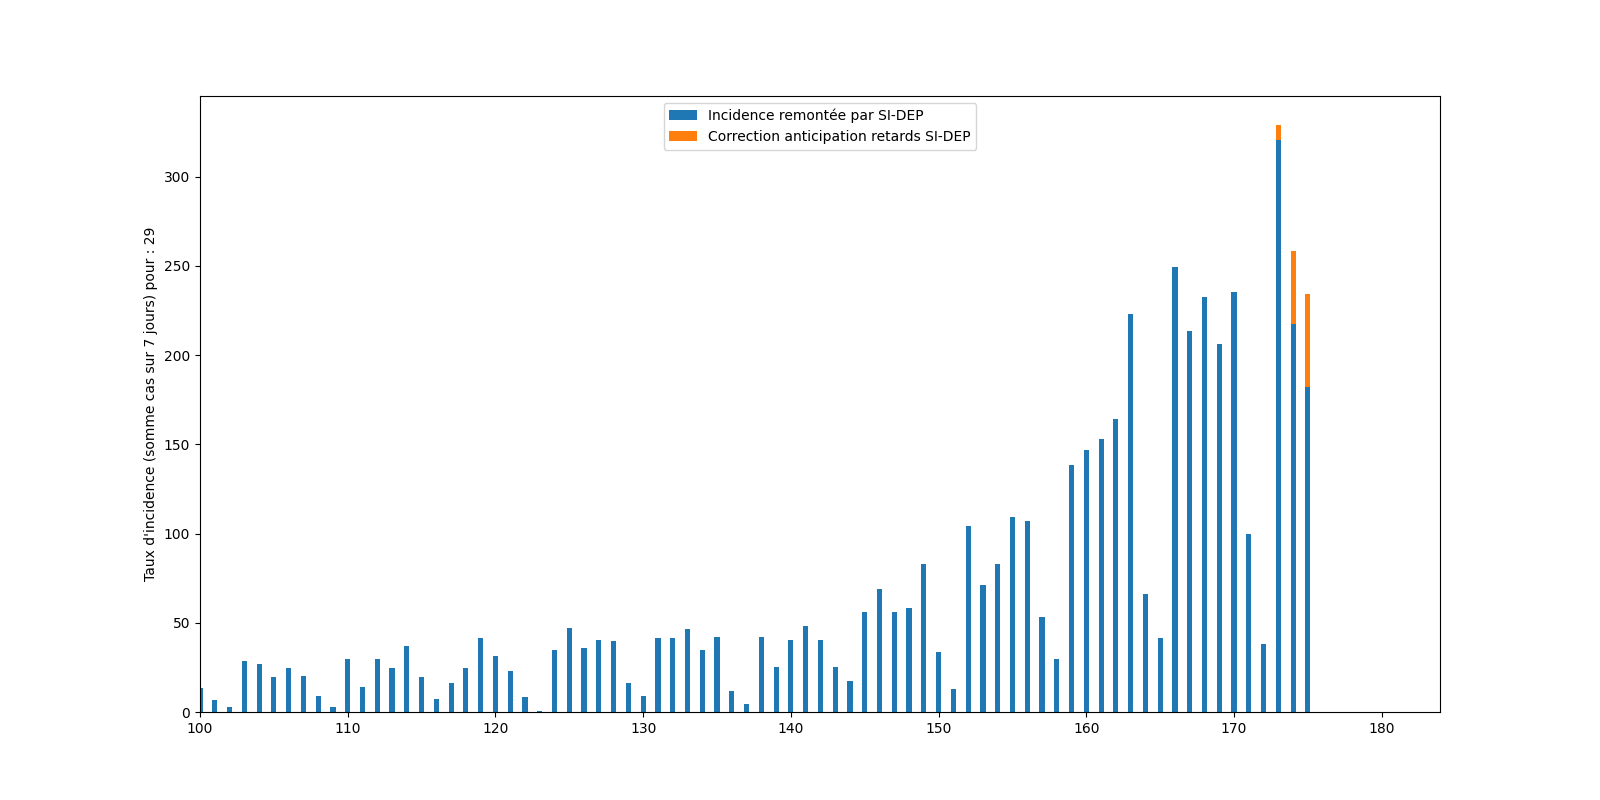 Incidence remontée par SI-DEP
Correction anticipation retards SI-DEP
Taux d'incidence (somme cas sur 7 jours) pour : 29
300
250
200
150
100
50
0
100 110 120 130 140 150 160 170 180